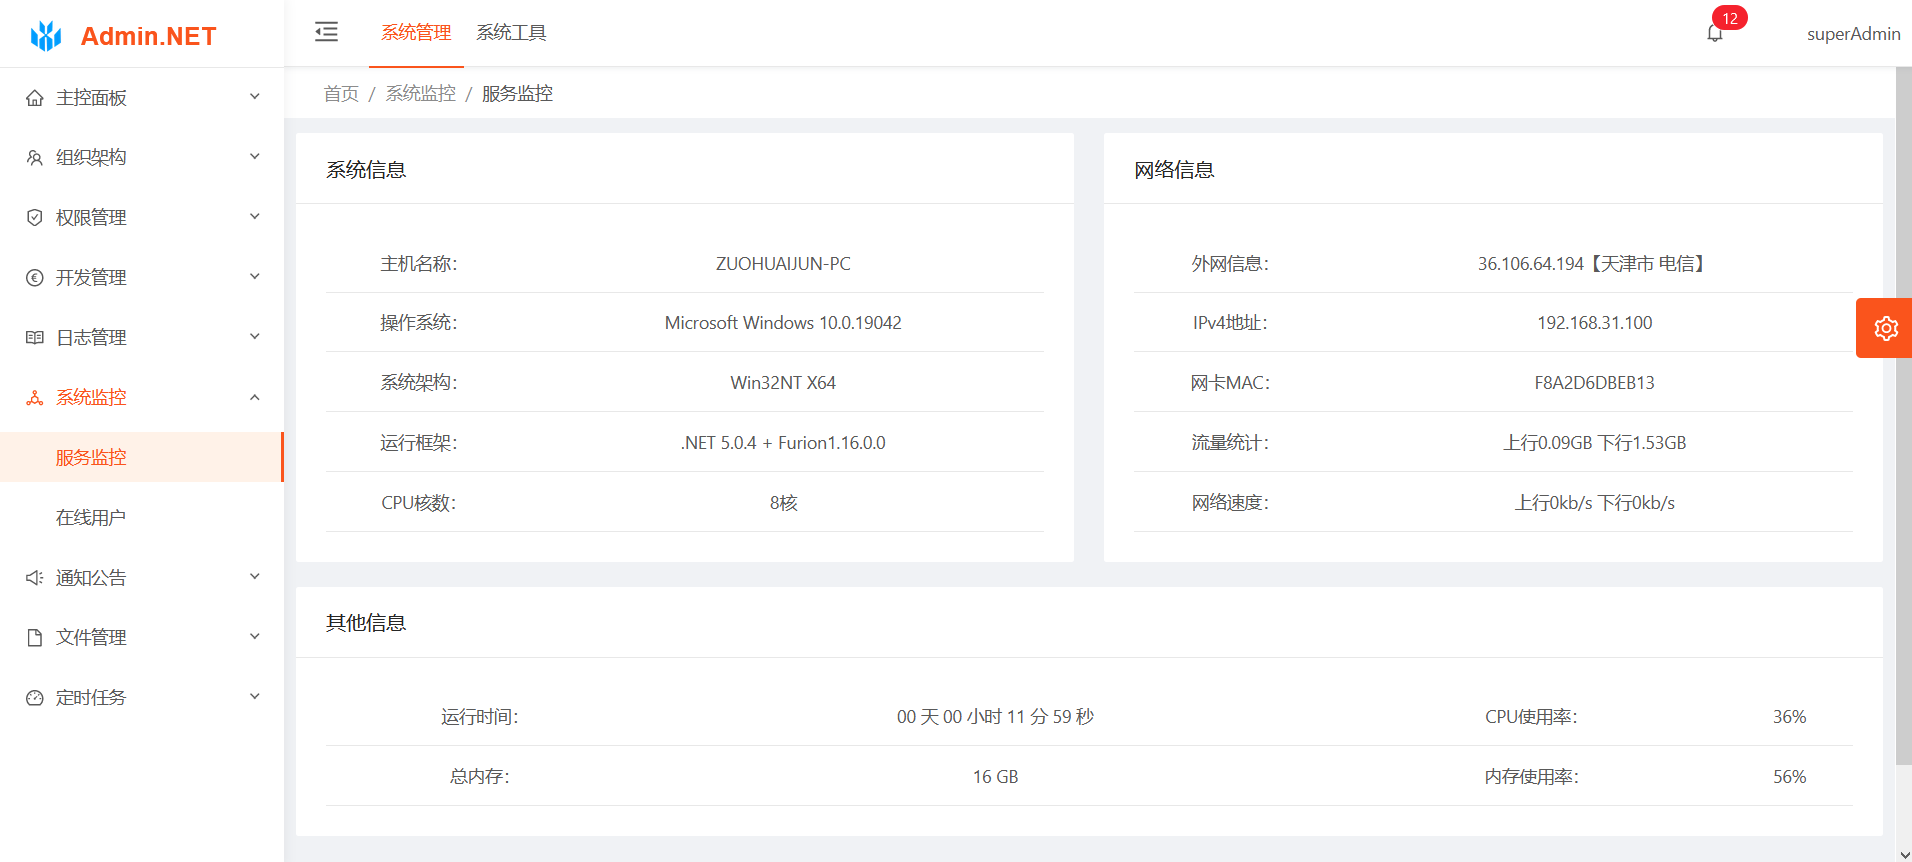 Admin.NET
系统管理 系统工具
12
superAdmin
首页 / 系统监控 / 服务监控
主控面板
组织架构
权限管理
开发管理
日志管理
系统监控
服务监控
在线用户
通知公告
文件管理
定时任务
系统信息
主机名称： ZUOHUAIJUN-PC
操作系统： Microsoft Windows 10.0.19042
系统架构： Win32NT X64
运行框架： .NET 5.0.4 + Furion1.16.0.0
CPU核数： 8核
网络信息
外网信息： 36.106.64.194【天津市 电信】
IPv4地址： 192.168.31.100
网卡MAC： F8A2D6DBEB13
流量统计： 上行0.09GB 下行1.53GB
网络速度： 上行0kb/s 下行0kb/s
其他信息
运行时间： 00 天 00 小时 11 分 59 秒 CPU使用率： 36%
总内存： 16 GB 内存使用率： 56%